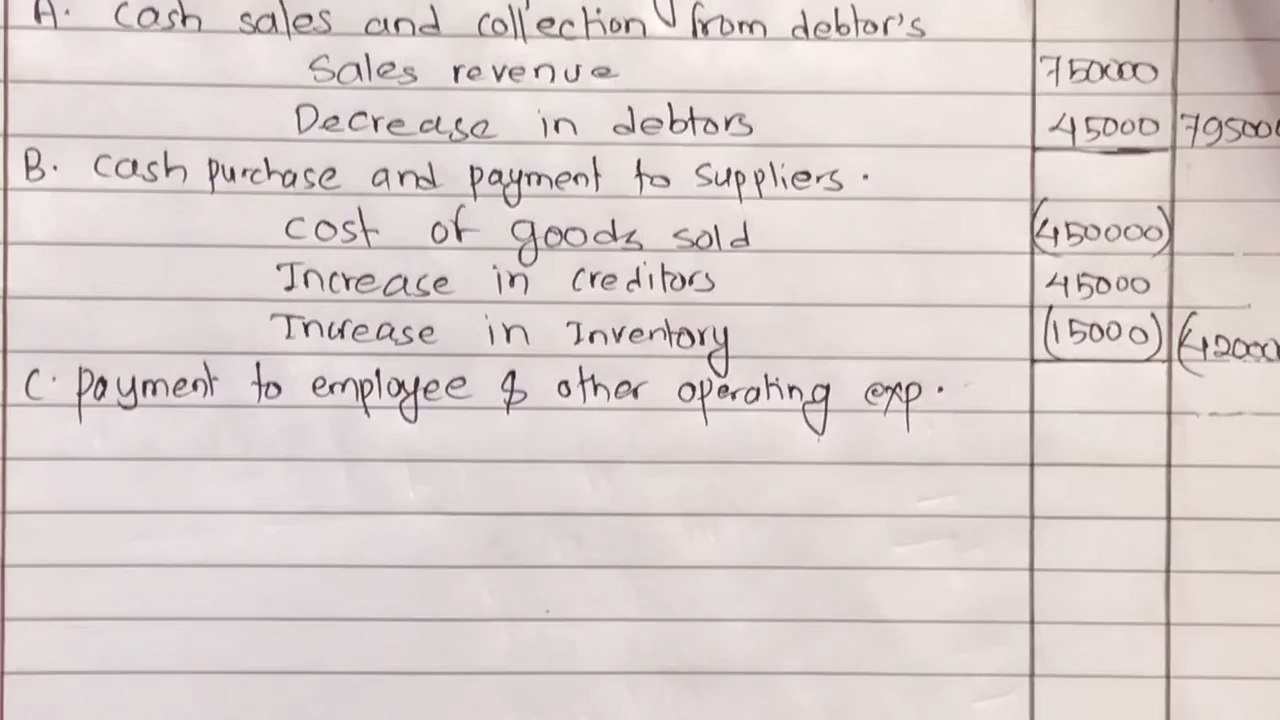 A. Cash sales and collection from debtor's
Sales revenue 750000
Decrease in debtors 45000 79500
B. Cash purchase and payment to suppliers.
Cost of goods sold (450000)
Increase in creditors 45000
Increase in Inventory (15000) (42000
C. Payment to employee & other operating exp.